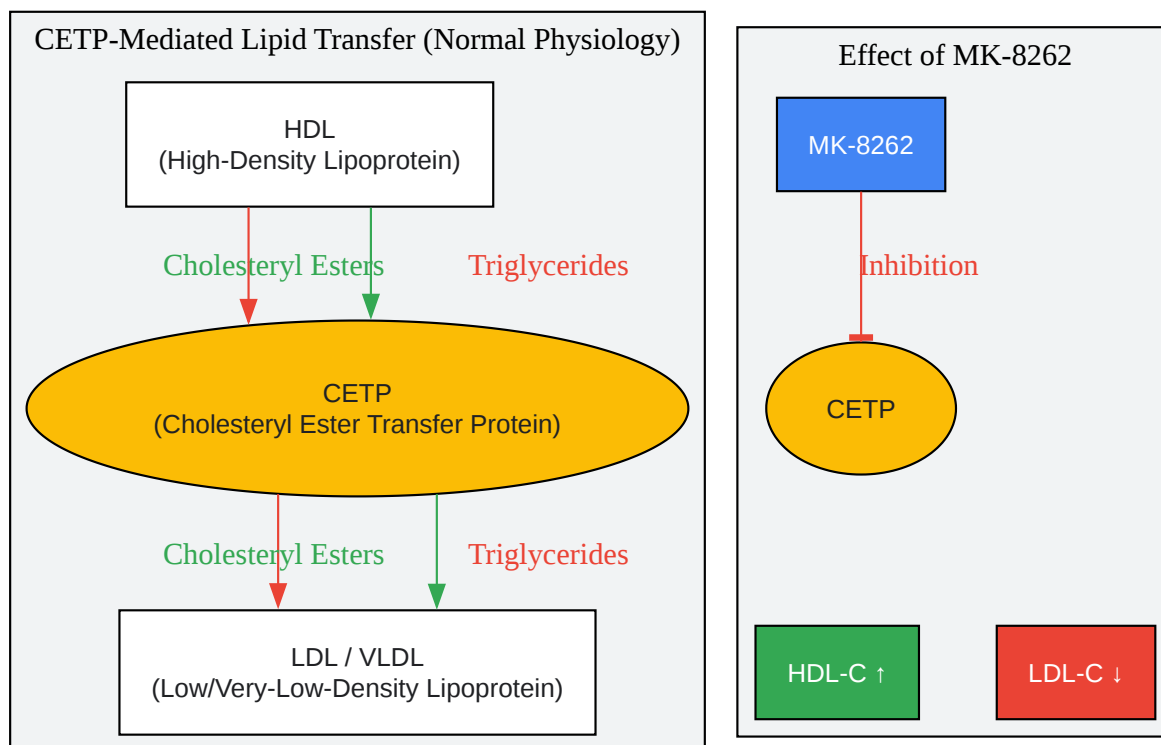 CETP-Mediated Lipid Transfer (Normal Physiology)
HDL
(High-Density Lipoprotein)
Cholesteryl Esters
Triglycerides
CETP
(Cholesteryl Ester Transfer Protein)
Cholesteryl Esters
Triglycerides
LDL / VLDL
(Low/Very-Low-Density Lipoprotein)
Effect of MK-8262
MK-8262
Inhibition
CETP
HDL-C ↑
LDL-C ↓